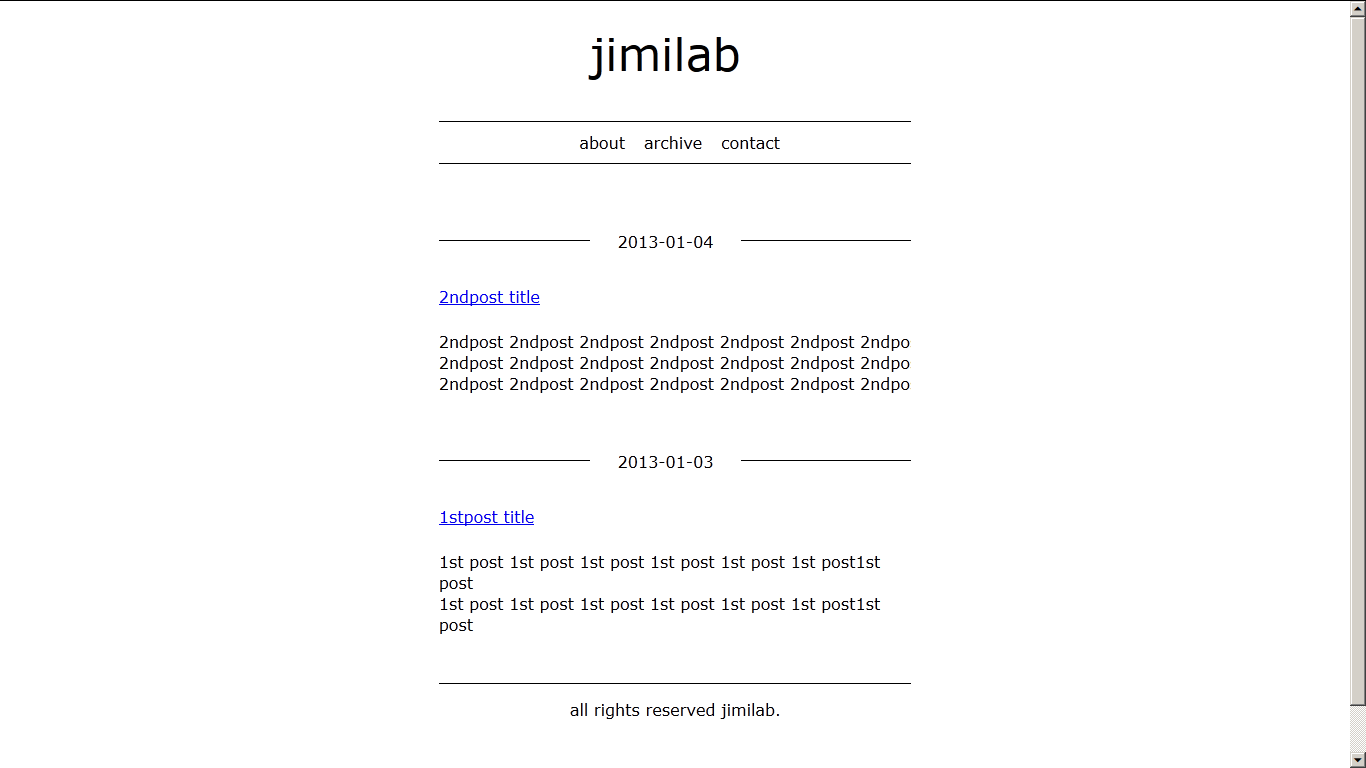 jimilab
about archive contact
2013-01-04
2ndpost title
2ndpost 2ndpost 2ndpost 2ndpost 2ndpost 2ndpost 2ndpo
2ndpost 2ndpost 2ndpost 2ndpost 2ndpost 2ndpost 2ndpo
2ndpost 2ndpost 2ndpost 2ndpost 2ndpost 2ndpost 2ndpo
2013-01-03
1stpost title
1st post 1st post 1st post 1st post 1st post 1st post1st
post
1st post 1st post 1st post 1st post 1st post 1st post1st
post
all rights reserved jimilab.